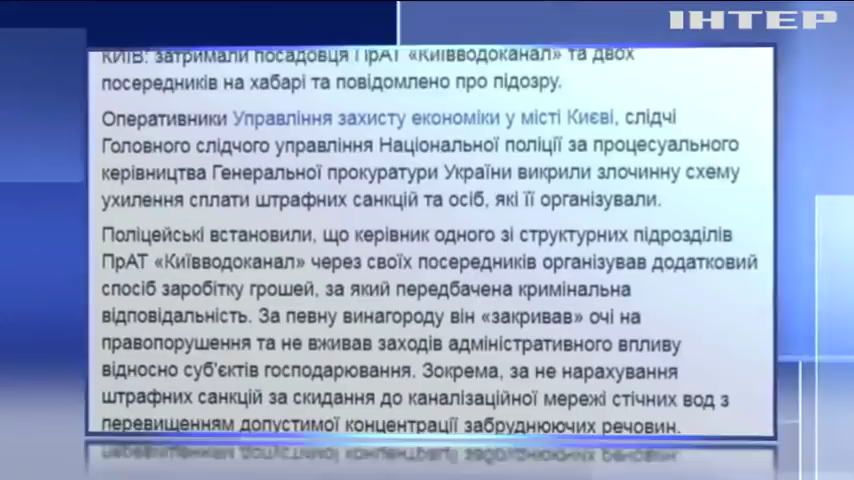 ІНТЕР
КИЇВ: затримали посадовця ПрАТ «Київводоканал» та двох
посередників на хабарі та повідомлено про підозру.
Оперативники Управління захисту економіки у місті Києві, слідчі
Головного слідчого управління Національної поліції за процесуального
керівництва Генеральної прокуратури України викрили злочинну схему
ухилення сплати штрафних санкцій та осіб, які її організували.
Поліцейські встановили, що керівник одного зі структурних підрозділів
ПрАТ «Київводоканал» через своїх посередників організував додатковий
спосіб заробітку грошей, за який передбачена кримінальна
відповідальність. За певну винагороду він «закривав» очі на
правопорушення та не вживав заходів адміністративного впливу
відносно суб'єктів господарювання. Зокрема, за не нарахування
штрафних санкцій за скидання до каналізаційної мережі стічних вод з
перевищенням допустимої концентрації забруднюючих речовин.